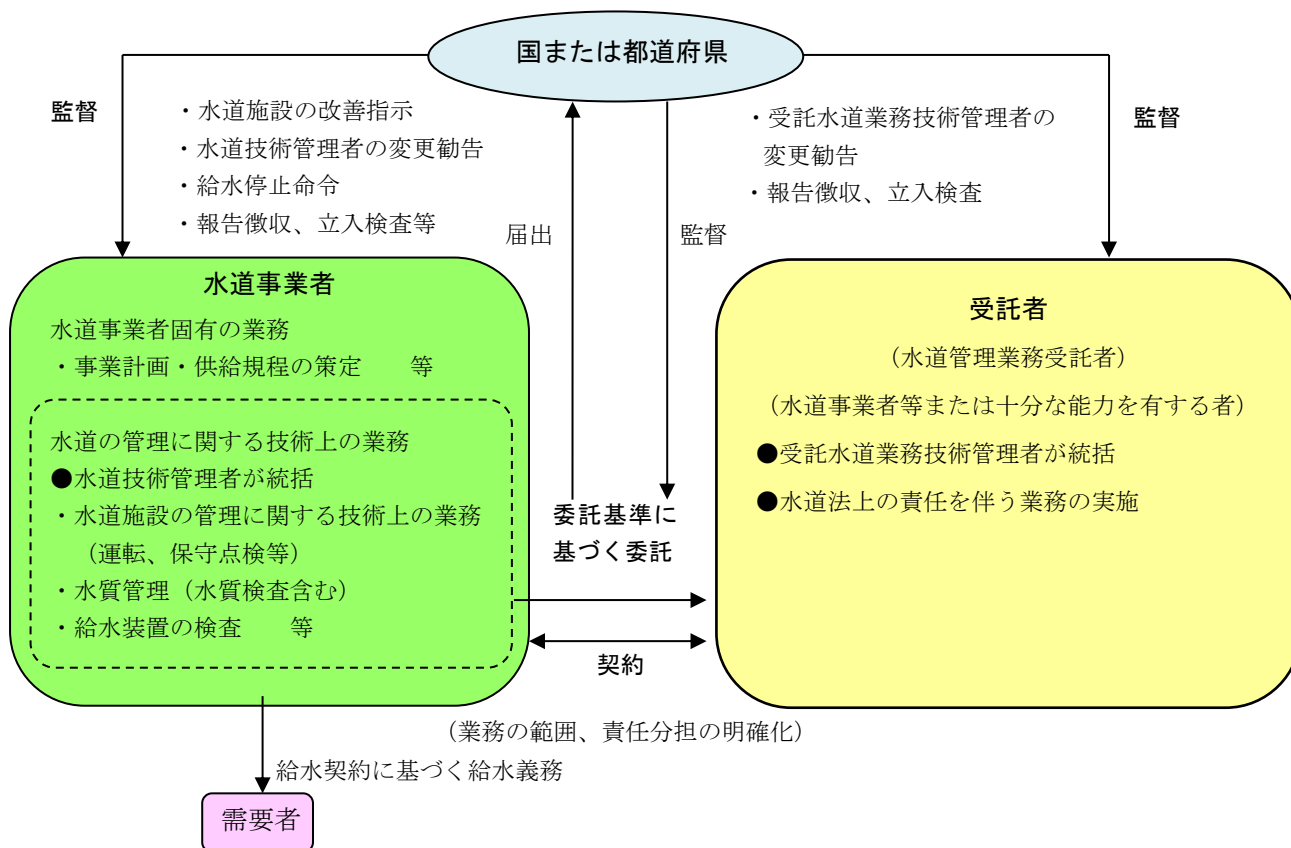 国または都道府県
監督
・水道施設の改善指示
・水道技術管理者の変更勧告
・給水停止命令
・報告徴収、立入検査等
届出
監督
・受託水道業務技術管理者の
変更勧告
・報告徴収、立入検査
監督
水道事業者
水道事業者固有の業務
・事業計画・供給規程の策定　　等
水道の管理に関する技術上の業務
●水道技術管理者が統括
・水道施設の管理に関する技術上の業務
（運転、保守点検等）
・水質管理（水質検査含む）
・給水装置の検査　　等
委託基準に
基づく委託
契約
（業務の範囲、責任分担の明確化）
受託者
（水道管理業務受託者）
（水道事業者等または十分な能力を有する者）
●受託水道業務技術管理者が統括
●水道法上の責任を伴う業務の実施
給水契約に基づく給水義務
需要者